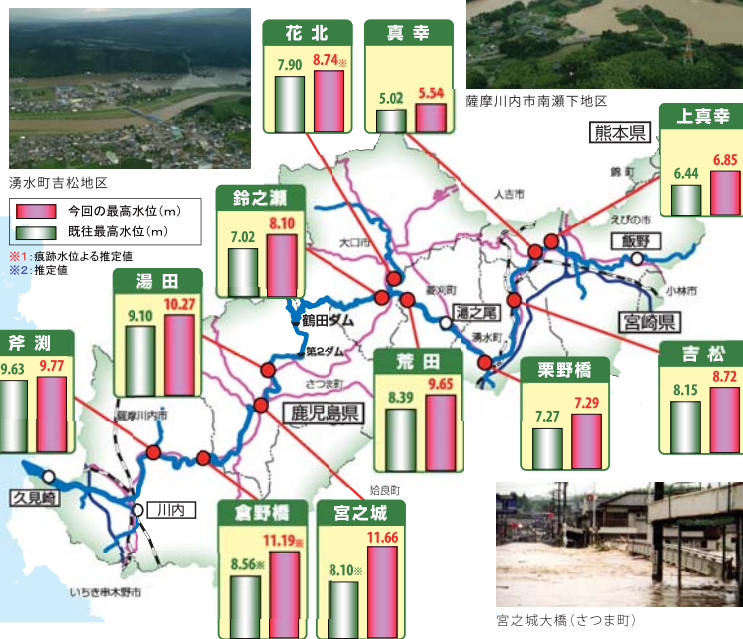 花北
7.90
8.74※
真幸
5.02
5.54
薩摩川内市南瀬下地区
熊本県
上真幸
6.44
6.85
湧水町吉松地区
今回の最高水位(m)
既往最高水位(m)
※1:痕跡水位よる推定値
※2:推定値
鈴之瀬
7.02
8.10
人吉市
錦町
えびの市
飯野
大口市
小林市
宮崎県
湯田
9.10
10.27
鶴田ダム
第2ダム
菱刈町
湯之尾
湧水町
斧渕
9.63
9.77
さつま町
荒田
8.39
9.65
栗野橋
7.27
7.29
吉松
8.15
8.72
薩摩川内市
鹿児島県
姶良町
久見崎
川内
倉野橋
8.56※
11.19※
宮之城
8.10※
11.66
いちき串木野市
宮之城大橋(さつま町)